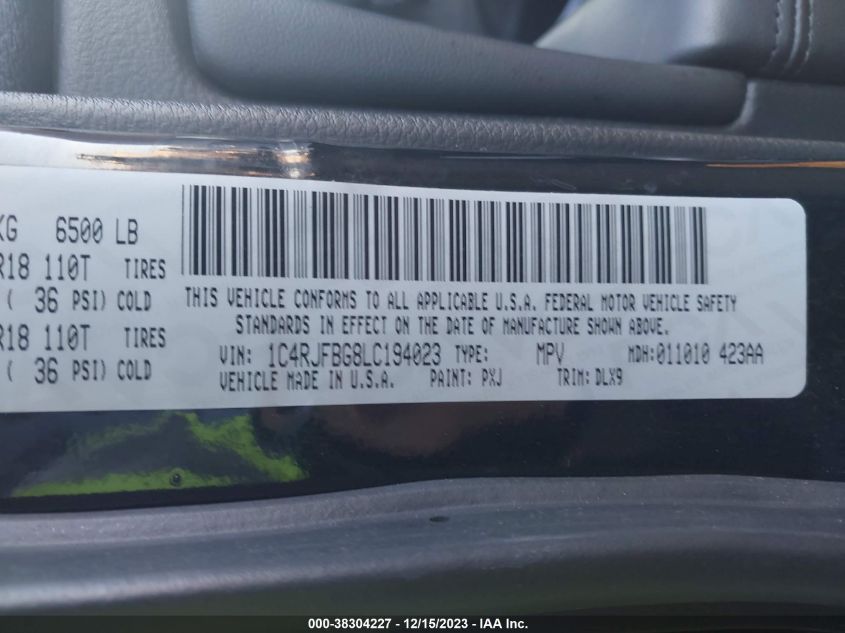 KG 6500 LB
R18 110T TIRES
( 36 PSI) COLD
R18 110T TIRES
( 36 PSI) COLD
THIS VEHICLE CONFORMS TO ALL APPLICABLE U.S.A. FEDERAL MOTOR VEHICLE SAFETY
STANDARDS IN EFFECT ON THE DATE OF MANUFACTURE SHOWN ABOVE.
VIN: 1C4RJFBG8LC194023 TYPE: MPV MDH:011010 423AA
VEHICLE MADE IN U.S.A. PAINT: PXJ TRIM: DLX9
000-38304227 - 12/15/2023 - IAA Inc.